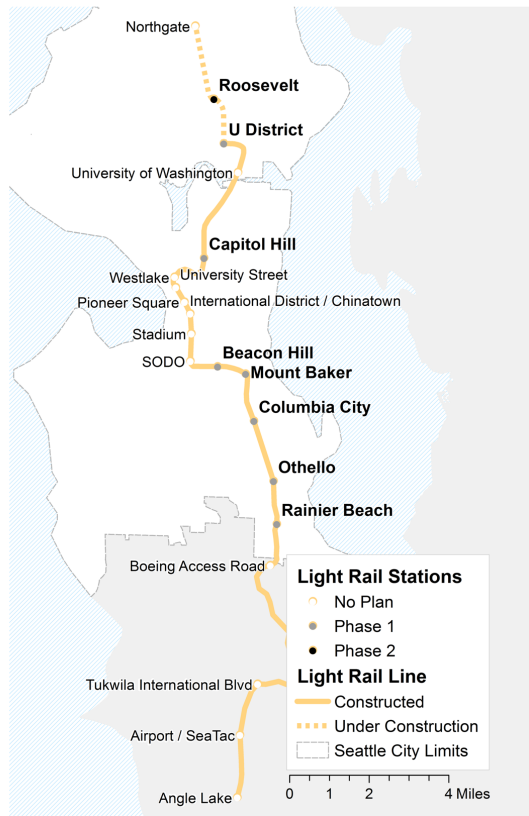 Northgate
Roosevelt
U District
University of Washington
Capitol Hill
Westlake
University Street
Pioneer Square
International District / Chinatown
Stadium
SODO
Beacon Hill
Mount Baker
Columbia City
Othello
Rainier Beach
Boeing Access Road
Tukwila International Blvd
Airport / SeaTac
Angle Lake
Light Rail Stations
No Plan
Phase 1
Phase 2
Light Rail Line
Constructed
Under Construction
Seattle City Limits
0 1 2 4 Miles